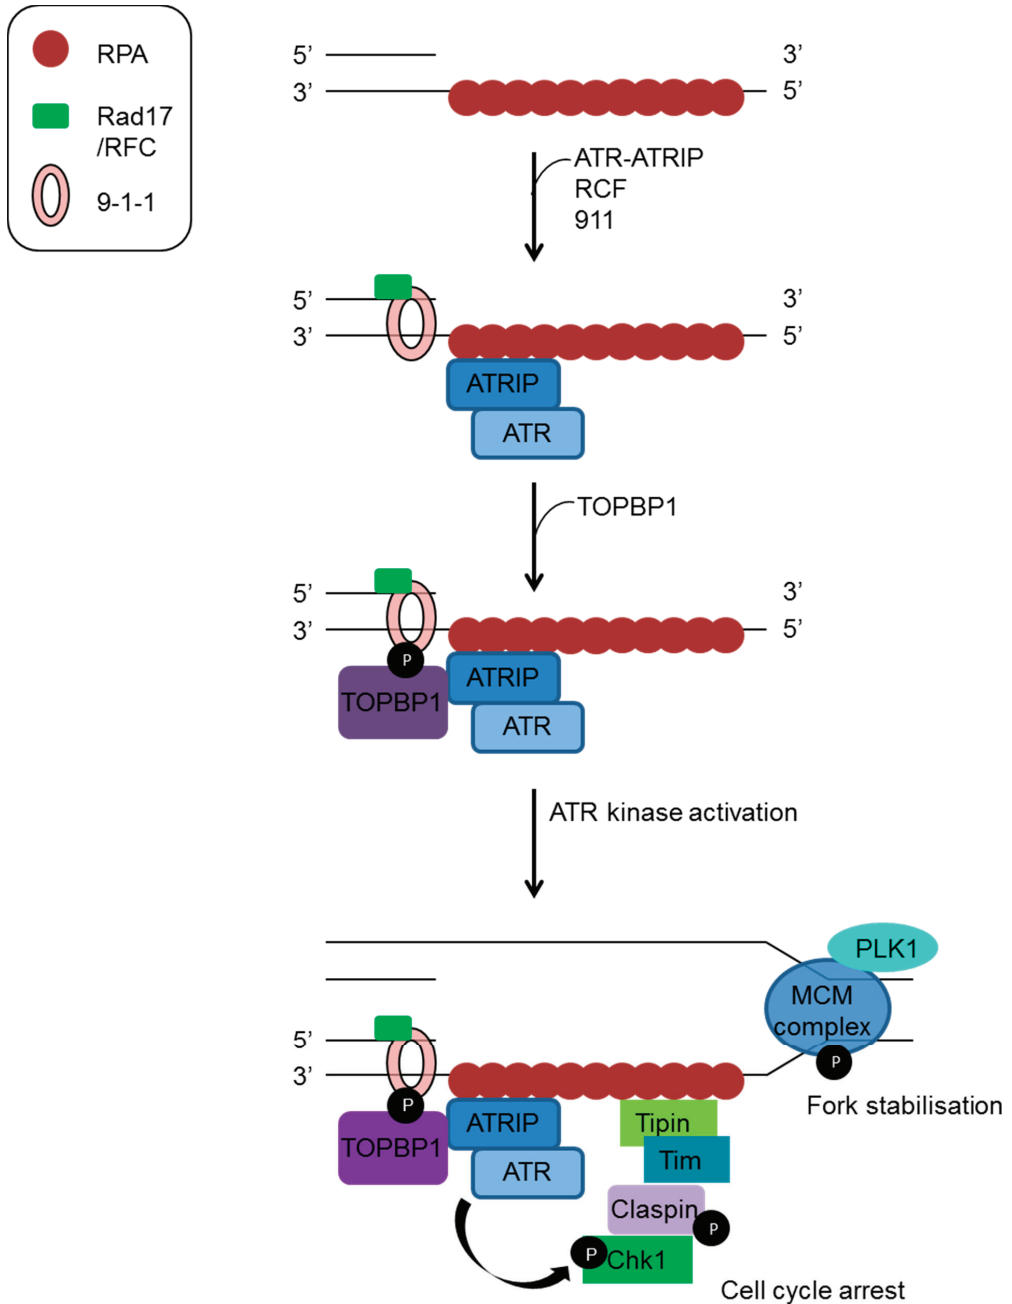 RPA
Rad17
/RFC
9-1-1
5’
3’
3’
5’
ATR-ATRIP
RCF
911
5’
3’
3’
5’
ATRIP
ATR
TOPBP1
5’
3’
3’
5’
P
TOPBP1
ATRIP
ATR
ATR kinase activation
PLK1
MCM
complex
P
Fork stabilisation
5’
3’
P
TOPBP1
ATRIP
ATR
Tipin
Tim
Claspin
P
P
Chk1
Cell cycle arrest